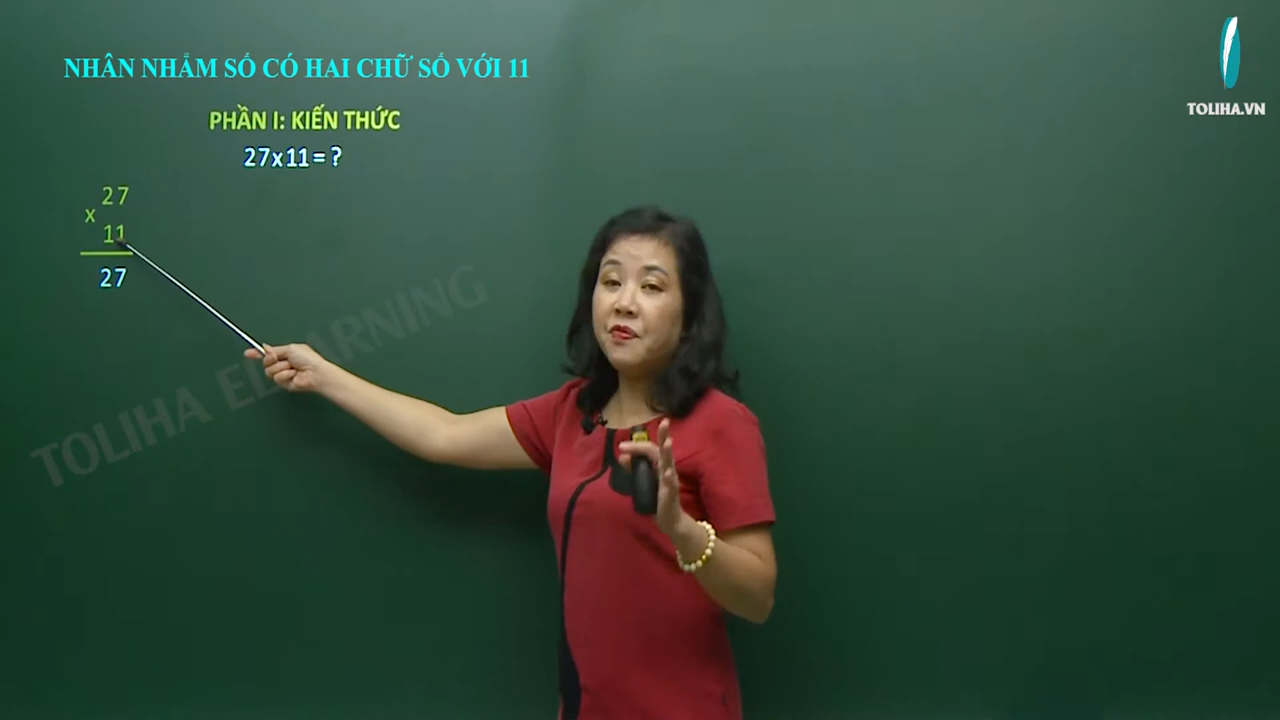 NHÂN NHẨM SỐ CÓ HAI CHỮ SỐ VỚI 11
TOLIHA.VN
PHẦN I: KIẾN THỨC
27x11= ?
27
x
11
27
TOLIHA ELEARNING